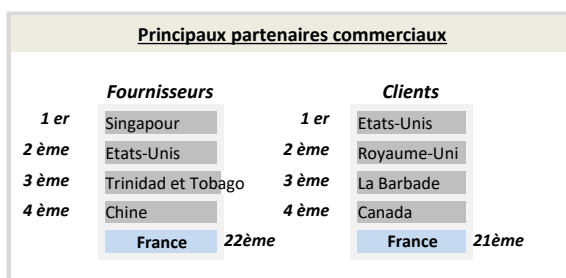 Principaux partenaires commerciaux
Fournisseurs Clients
1 er Singapour 1 er Etats-Unis
2 ème Etats-Unis 2 ème Royaume-Uni
3 ème Trinidad et Tobago 3 ème La Barbade
4 ème Chine 4 ème Canada
France 22ème France 21ème